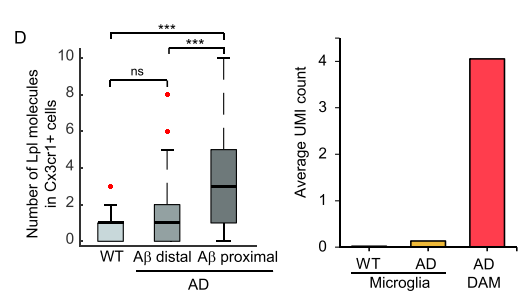 D
***
***
ns
Number of Lpl molecules
in Cx3cr1+ cells
10
8
6
4
2
0
WT Aβ distal Aβ proximal
AD
Average UMI count
4
3
2
1
0
WT AD AD
Microglia DAM